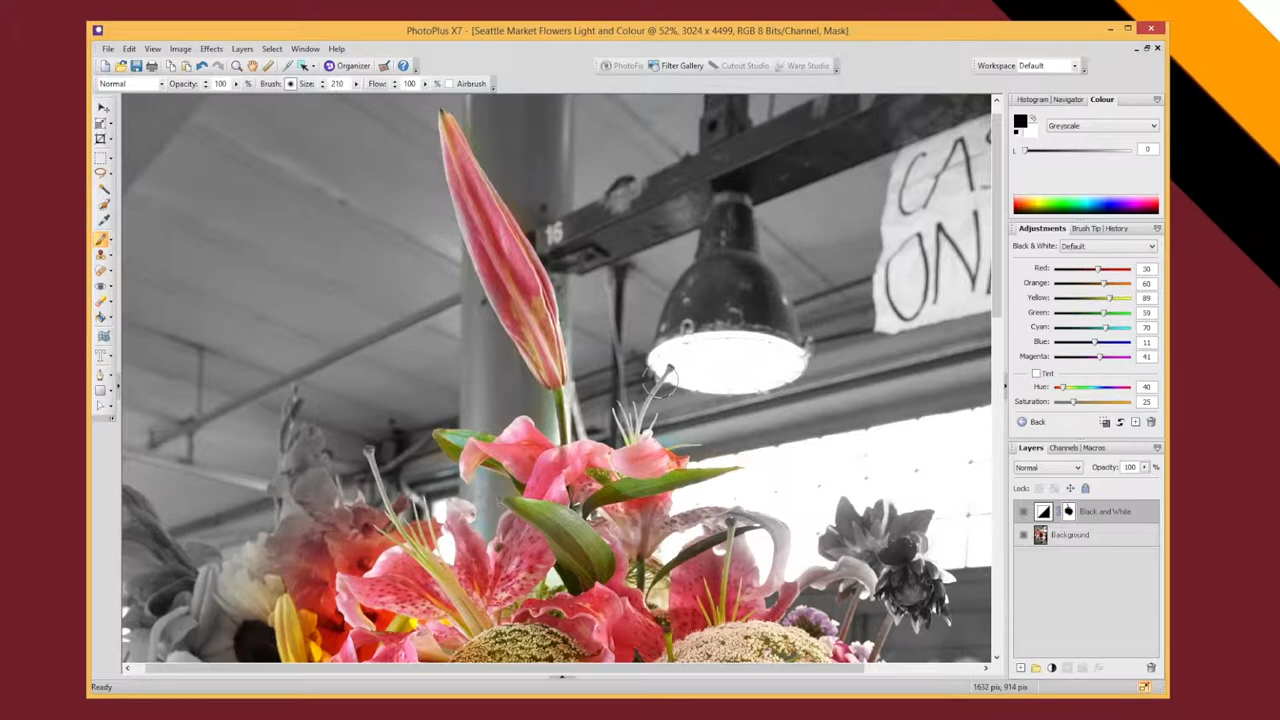 PhotoPlus X7 - [Seattle Market Flowers Light and Colour @ 52%, 3024 x 4499, RGB 8 Bits/Channel, Mask]
File Edit View Image Effects Layers Select Window Help
Organizer PhotoFix Filter Gallery Cutout Studio Warp Studio Workspace Default
Normal Opacity: 100 % Brush: Size: 210 Flow: 100 % Airbrush
Histogram Navigator Colour
Greyscale
L 0
Adjustments Brush Tip History
Black & White: Default
Red: 30
Orange: 60
Yellow: 89
Green: 59
Cyan: 70
Blue: 11
Magenta: 41
Tint
Hue: 40
Saturation: 25
Back
Layers Channels Macros
Normal Opacity: 100 %
Lock:
Black and White
Background
16
CA
ON
Ready 1632 pix, 914 pix